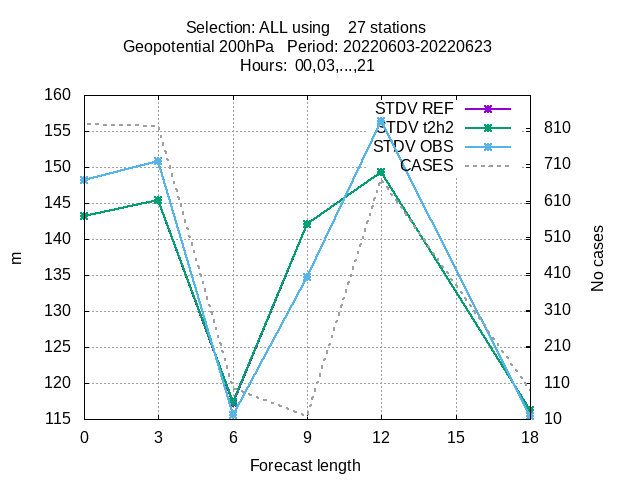 Selection: ALL using    27 stations
Geopotential 200hPa   Period: 20220603-20220623
Hours:  00,03,...,21
STDV REF
STDV t2h2
STDV OBS
CASES
160
155
150
145
140
135
130
125
120
115
m
810
710
610
510
410
310
210
110
10
No cases
0 3 6 9 12 15 18
Forecast length